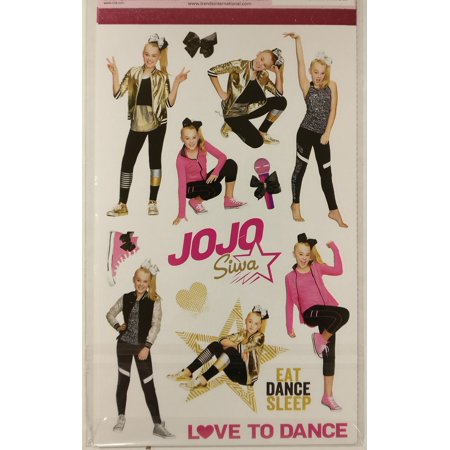 www.trendsinternational.com
JOJO
Siwa
EAT
DANCE
SLEEP
LOVE TO DANCE